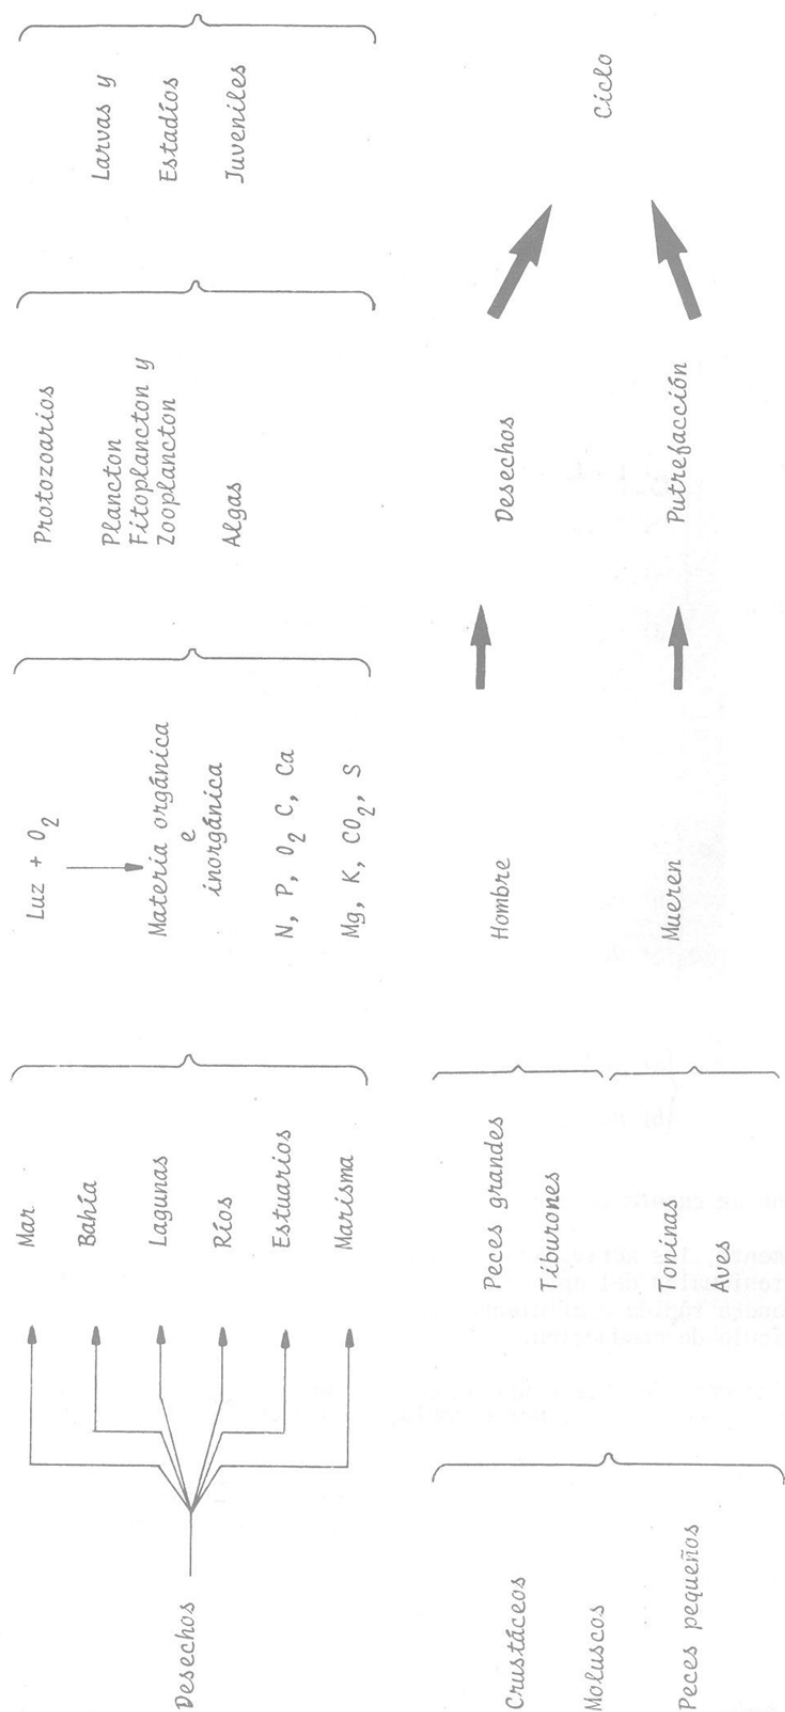 Desechos
Mar
Bahía
Lagunas
Ríos
Estuarios
Marisma
Luz + O2
Materia orgánica
e
inorgánica
N, P, O2 C, Ca
Mg, K, CO2, S
Protozoarios
Plancton
Fitoplancton y
Zooplancton
Algas
Larvas y
Estadíos
Juveniles
Crustáceos
Moluscos
Peces pequeños
Peces grandes
Tiburones
Toninas
Aves
Hombre
Mueren
Desechos
Putrefacción
Ciclo